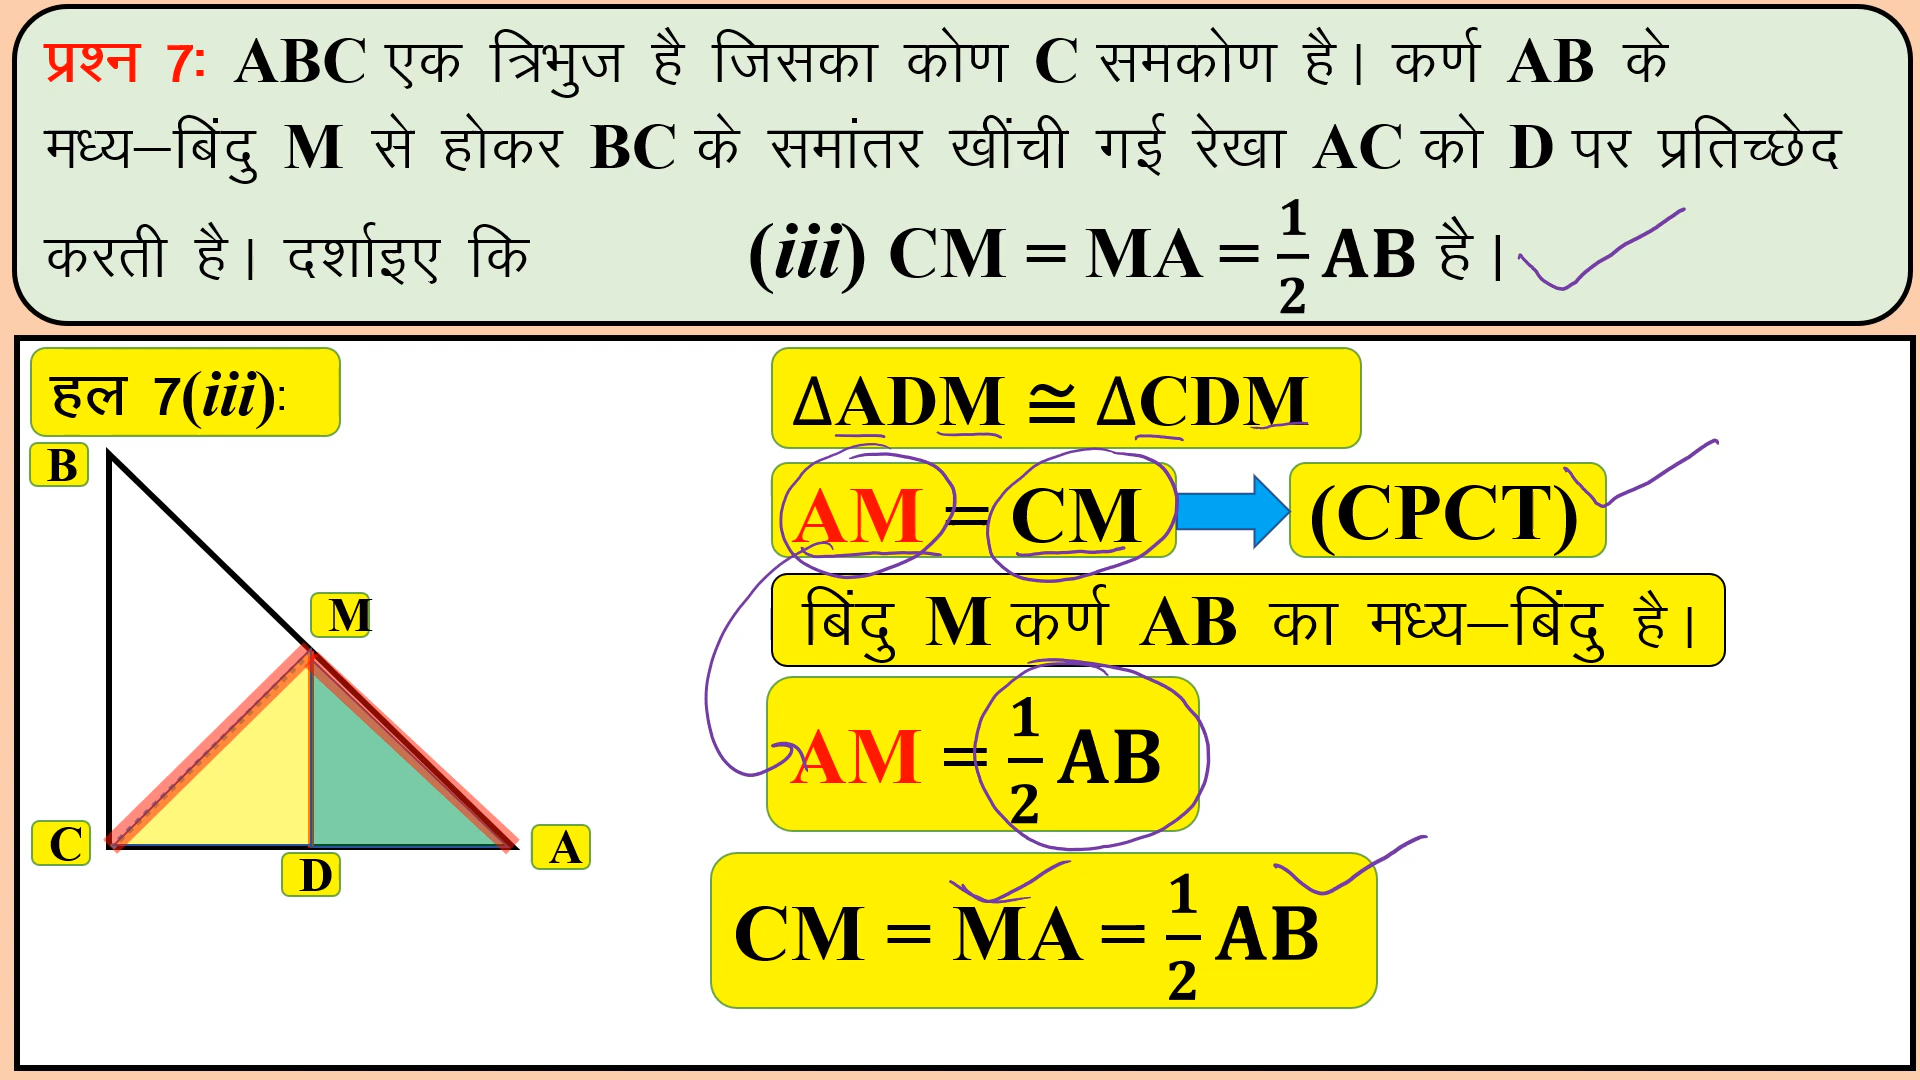 प्रश्न 7: ABC एक त्रिभुज है जिसका कोण C समकोण है। कर्ण AB के
मध्य–बिंदु M से होकर BC के समांतर खींची गई रेखा AC को D पर प्रतिच्छेद
करती है। दर्शाइए कि (iii) CM = MA = 1/2 AB है।
हल 7(iii):
B
M
C
D
A
∆ADM ≅ ∆CDM
AM = CM (CPCT)
बिंदु M कर्ण AB का मध्य–बिंदु है।
AM = 1/2 AB
CM = MA = 1/2 AB